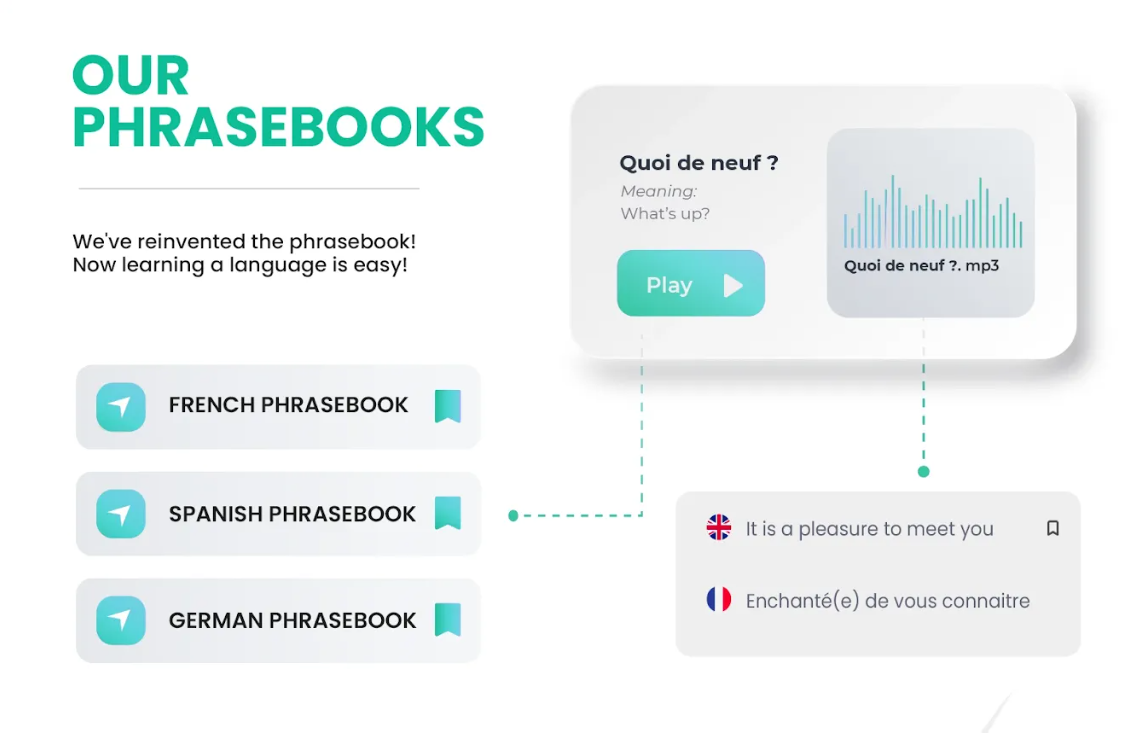 OUR
PHRASEBOOKS
We've reinvented the phrasebook!
Now learning a language is easy!
FRENCH PHRASEBOOK
SPANISH PHRASEBOOK
GERMAN PHRASEBOOK
Quoi de neuf ?
Meaning:
What's up?
Play
Quoi de neuf ?. mp3
It is a pleasure to meet you
Enchanté(e) de vous connaitre